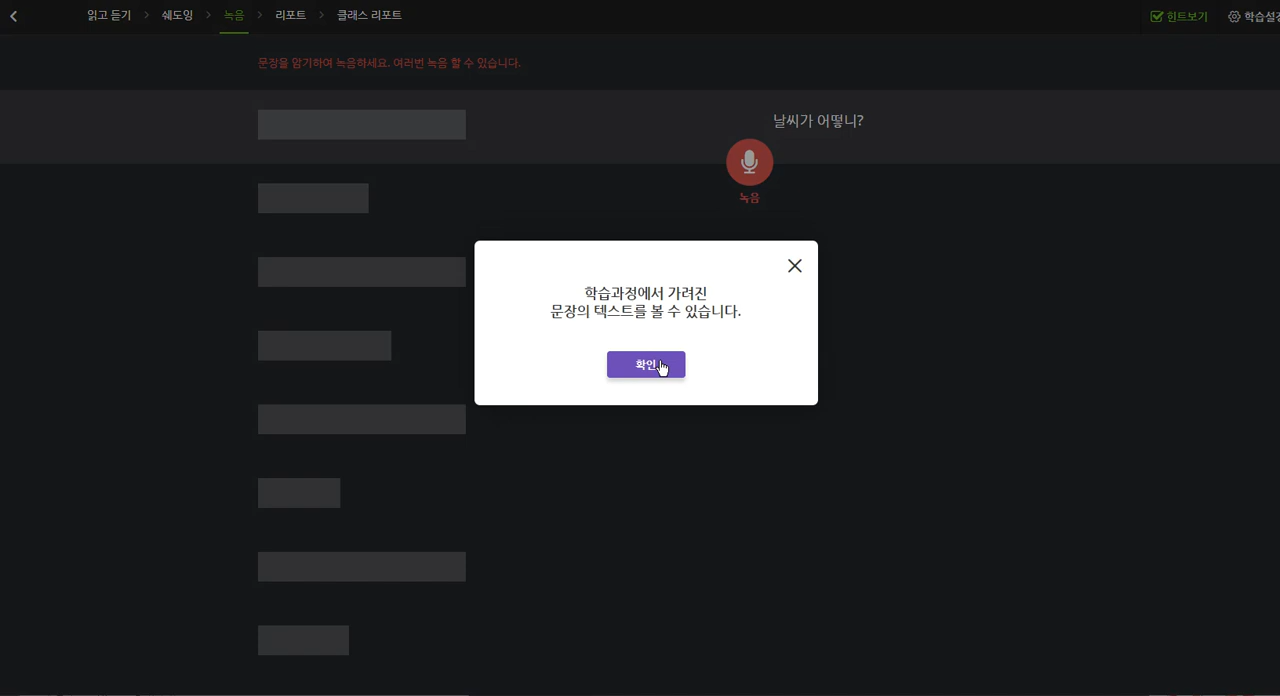 읽고 듣기 > 쉐도잉 > 녹음 > 리포트 > 클래스 리포트
힌트보기
학습설정
문장을 암기하여 녹음하세요. 여러번 녹음 할 수 있습니다.
날씨가 어떻니?
녹음
학습과정에서 가려진
문장의 텍스트를 볼 수 있습니다.
확인